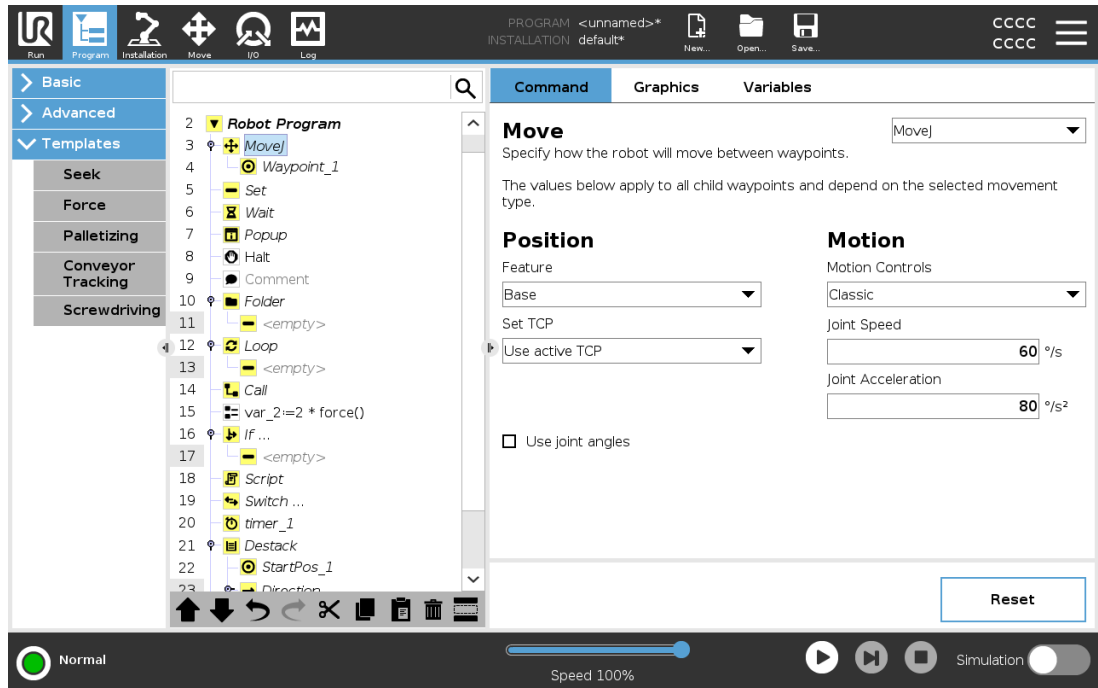 PROGRAM <unnamed>*
INSTALLATION default*
CCCC
CCCC
UR
Run
Program
Installation
Move
I/O
Log
New...
Open...
Save...
Basic
Advanced
Templates
Seek
Force
Palletizing
Conveyor
Tracking
Screwdriving
2 Robot Program
3 MoveJ
4 Waypoint_1
5 Set
6 Wait
7 Popup
8 Halt
9 Comment
10 Folder
11 <empty>
12 Loop
13 <empty>
14 Call
15 var_2:=2 * force()
16 If ...
17 <empty>
18 Script
19 Switch ...
20 timer_1
21 Destack
22 StartPos_1
23 Direction
Command Graphics Variables
Move
MoveJ
Specify how the robot will move between waypoints.
The values below apply to all child waypoints and depend on the selected movement
type.
Position
Feature
Base
Set TCP
Use active TCP
Use joint angles
Motion
Motion Controls
Classic
Joint Speed
60 °/s
Joint Acceleration
80 °/s²
Reset
Normal
Speed 100%
Simulation